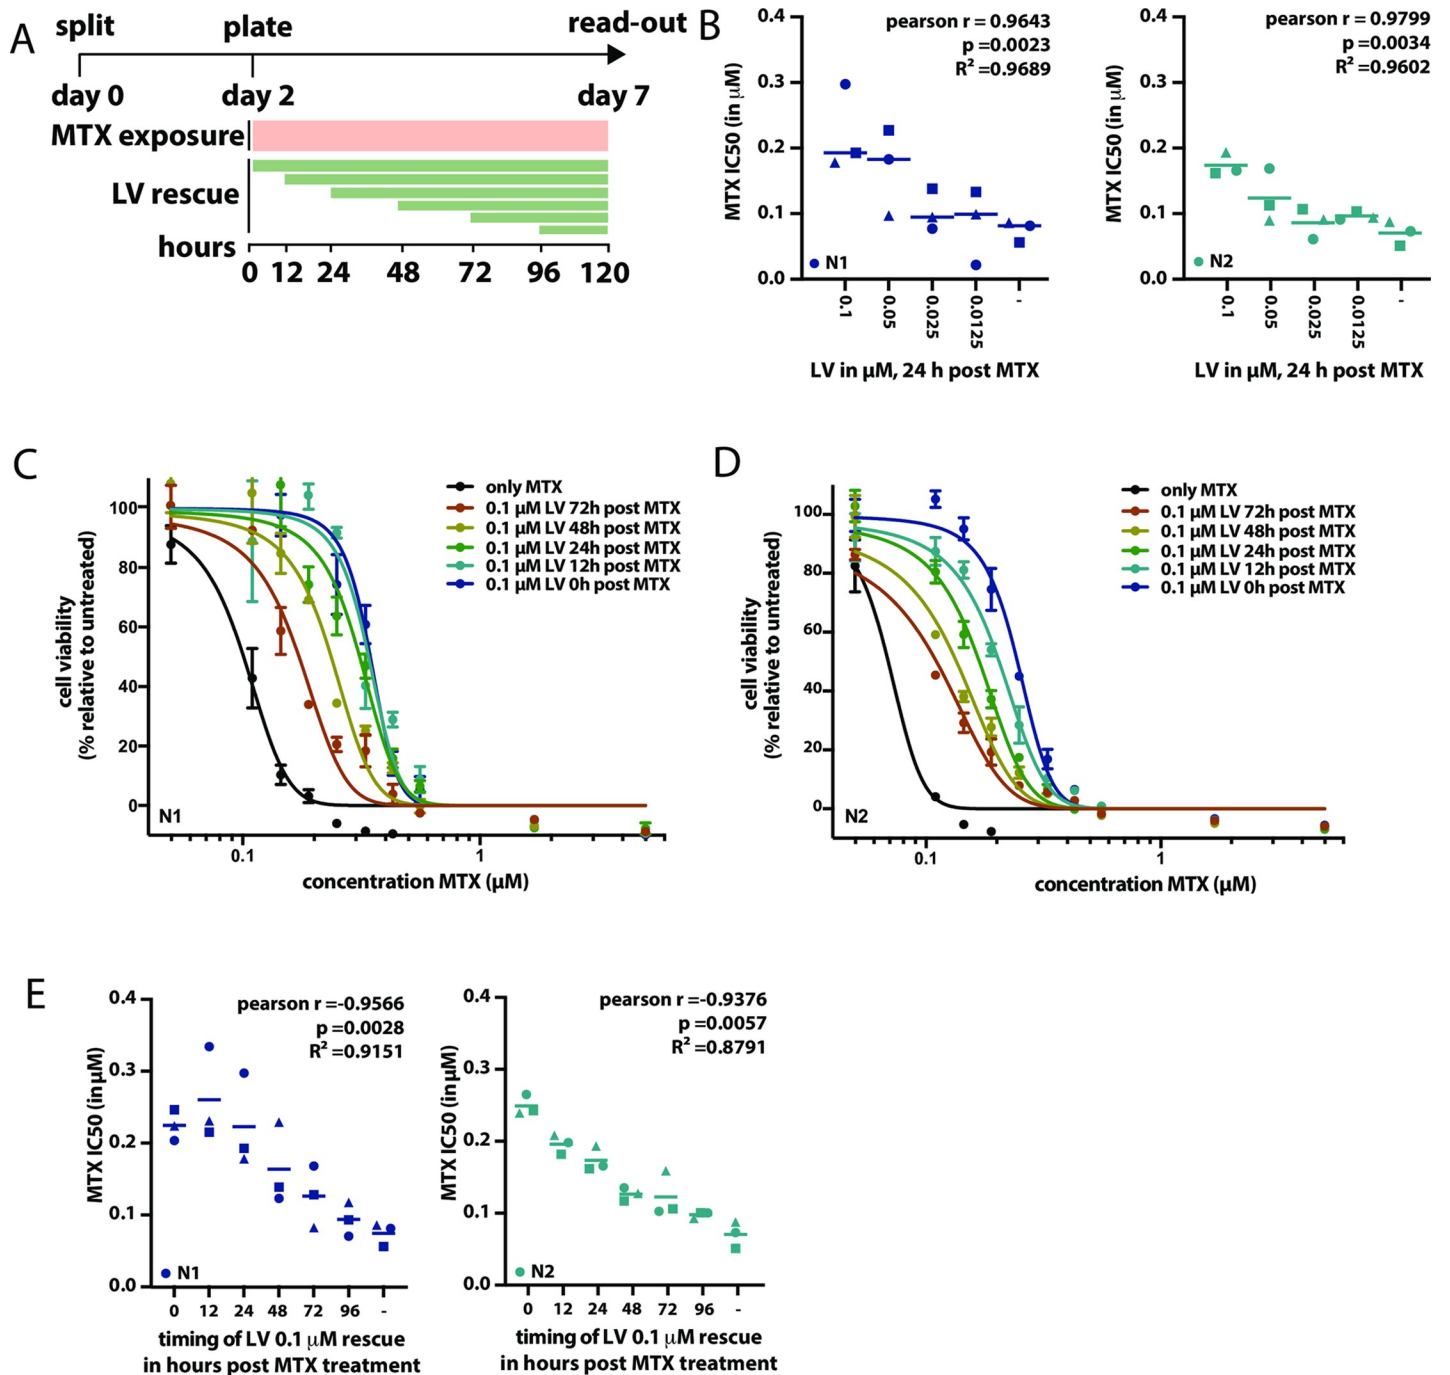 A
split plate read-out
day 0 day 2 day 7
MTX exposure
LV rescue
hours
0 12 24 48 72 96 120
B
pearson r = 0.9643
p =0.0023
R² =0.9689
MTX IC50 (in μM)
0.4
0.3
0.2
0.1
0.0
N1
0.1 0.05 0.025 0.0125 -
LV in μM, 24 h post MTX
pearson r = 0.9799
p =0.0034
R² =0.9602
MTX IC50 (in μM)
0.4
0.3
0.2
0.1
0.0
N2
0.1 0.05 0.025 0.0125 -
LV in μM, 24 h post MTX
C
cell viability
(% relative to untreated)
100
80
60
40
20
0
only MTX
0.1 μM LV 72h post MTX
0.1 μM LV 48h post MTX
0.1 μM LV 24h post MTX
0.1 μM LV 12h post MTX
0.1 μM LV 0h post MTX
N1
0.1 1
concentration MTX (μM)
D
cell viability
(% relative to untreated)
100
80
60
40
20
0
only MTX
0.1 μM LV 72h post MTX
0.1 μM LV 48h post MTX
0.1 μM LV 24h post MTX
0.1 μM LV 12h post MTX
0.1 μM LV 0h post MTX
N2
0.1 1
concentration MTX (μM)
E
pearson r =-0.9566
p =0.0028
R² =0.9151
MTX IC50 (in μM)
0.4
0.3
0.2
0.1
0.0
N1
0 12 24 48 72 96 -
timing of LV 0.1 μM rescue
in hours post MTX treatment
pearson r =-0.9376
p =0.0057
R² =0.8791
MTX IC50 (in μM)
0.4
0.3
0.2
0.1
0.0
N2
0 12 24 48 72 96 -
timing of LV 0.1 μM rescue
in hours post MTX treatment